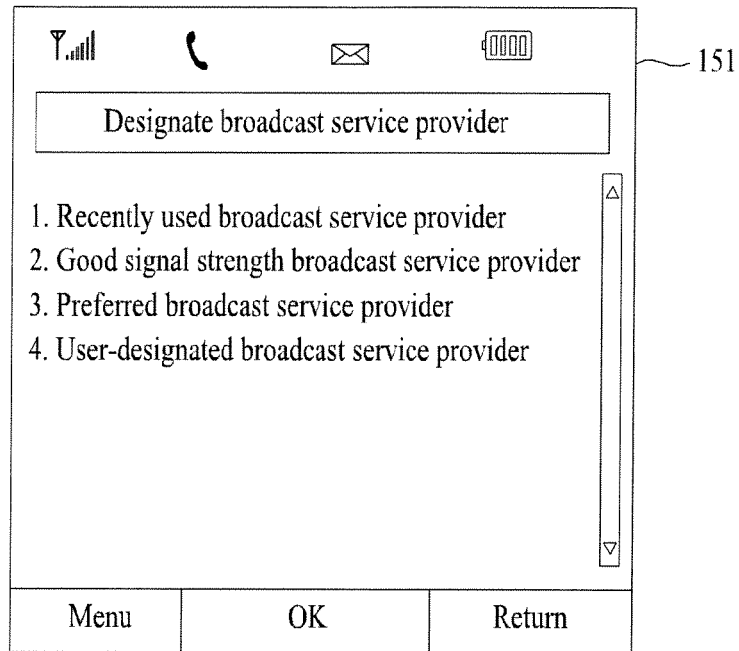 151
Designate broadcast service provider
1. Recently used broadcast service provider
2. Good signal strength broadcast service provider
3. Preferred broadcast service provider
4. User-designated broadcast service provider
Menu OK Return